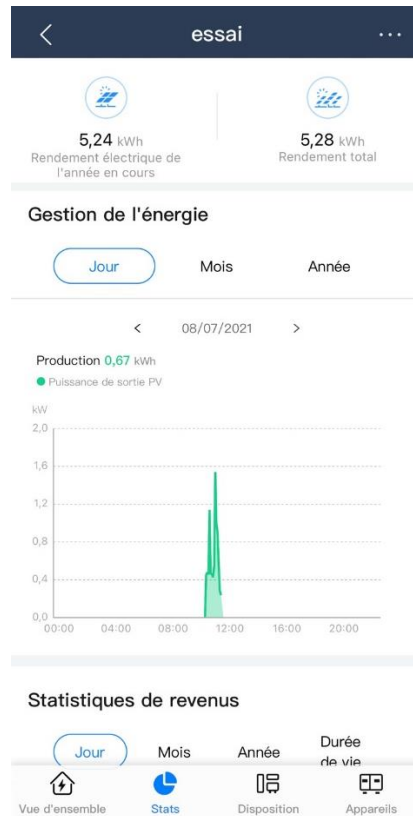 essai
5,24 kWh
Rendement électrique de
l'année en cours
5,28 kWh
Rendement total
Gestion de l'énergie
Jour Mois Année
< 08/07/2021 >
Production 0,67 kWh
Puissance de sortie PV
kW
2,0
1,6
1,2
0,8
0,4
0,0
00:00 04:00 08:00 12:00 16:00 20:00
Statistiques de revenus
Jour Mois Année Durée
de vie
Vue d'ensemble Stats Disposition Appareils